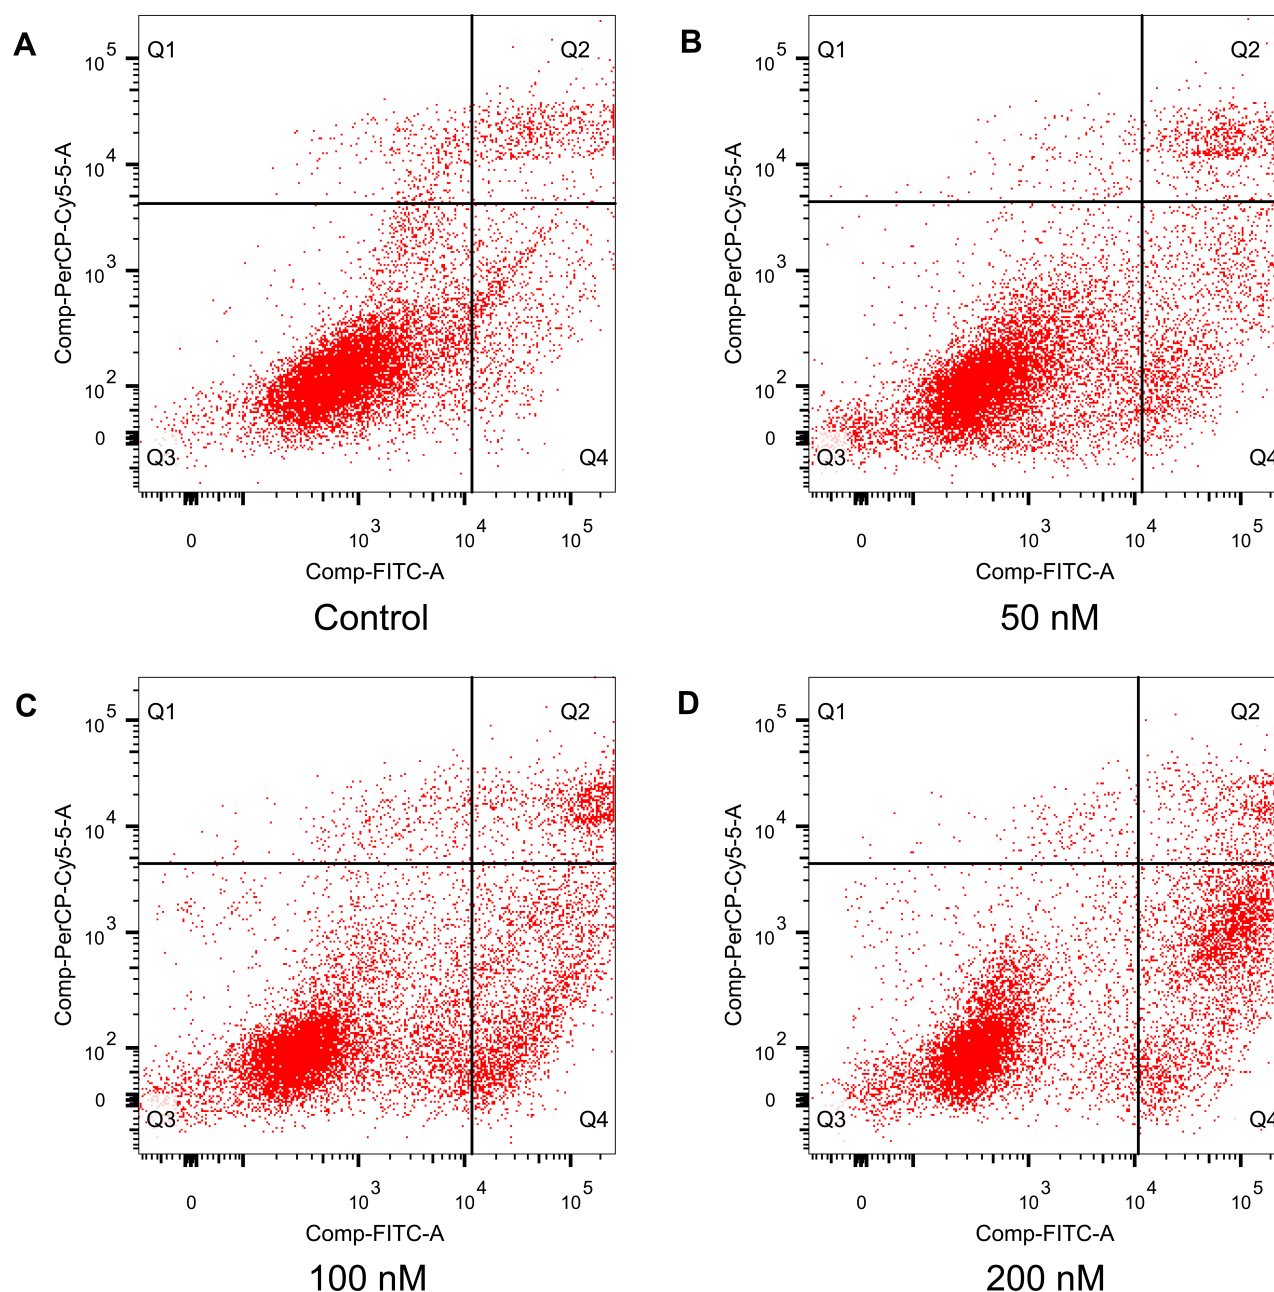 A
Q1
Q2
10^5
10^4
10^3
10^2
0
Q3
Q4
Comp-PerCP-Cy5-5-A
0
10^3
10^4
10^5
Comp-FITC-A
Control
B
Q1
Q2
10^5
10^4
10^3
10^2
0
Q3
Q4
Comp-PerCP-Cy5-5-A
0
10^3
10^4
10^5
Comp-FITC-A
50 nM
C
Q1
Q2
10^5
10^4
10^3
10^2
0
Q3
Q4
Comp-PerCP-Cy5-5-A
0
10^3
10^4
10^5
Comp-FITC-A
100 nM
D
Q1
Q2
10^5
10^4
10^3
10^2
0
Q3
Q4
Comp-PerCP-Cy5-5-A
0
10^3
10^4
10^5
Comp-FITC-A
200 nM